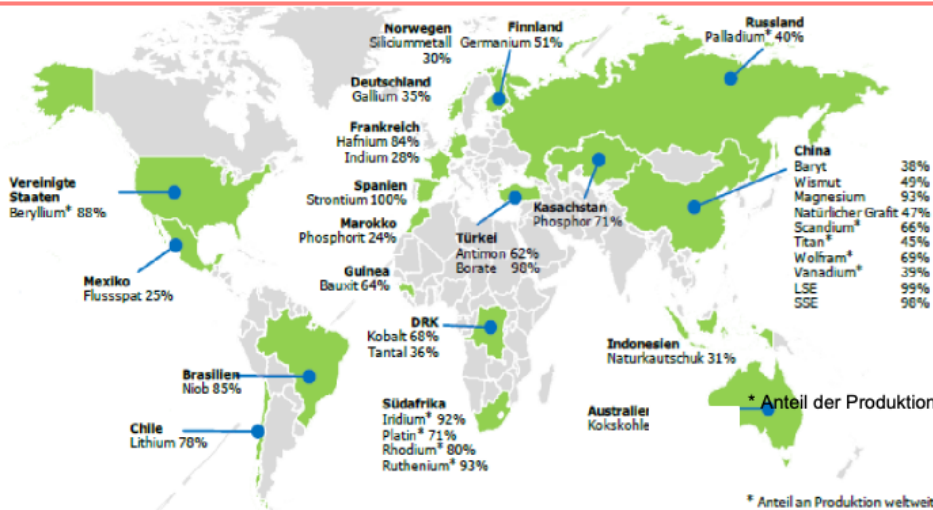 Norwegen
Siliciummetall
30%
Finnland
Germanium 51%
Russland
Palladium* 40%
Deutschland
Gallium 35%
Frankreich
Hafnium 84%
Indium 28%
Spanien
Strontium 100%
Marokko
Phosphorit 24%
Vereinigte
Staaten
Beryllium* 88%
Mexiko
Flussspat 25%
Guinea
Bauxit 64%
Türkei
Antimon 62%
Borate 98%
Kasachstan
Phosphor 71%
China
Baryt 38%
Wismut 49%
Magnesium 93%
Natürlicher Grafit 47%
Scandium* 66%
Titan* 45%
Wolfram* 69%
Vanadium* 39%
LSE 99%
SSE 98%
DRK
Kobalt 68%
Tantal 36%
Indonesien
Naturkautschuk 31%
Brasilien
Niob 85%
Chile
Lithium 78%
Südafrika
Iridium* 92%
Platin* 71%
Rhodium* 80%
Ruthenium* 93%
Australien
Kokskohle
* Anteil der Produktion
* Anteil an Produktion weltweit